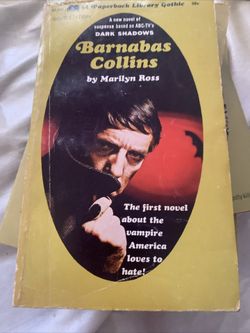 A Paperback Library Gothic
A new novel of
suspense based on ABC-TV's
DARK SHADOWS
Barnabas
Collins
by Marilyn Ross
The first novel
about the
vampire
America
loves to
hate!